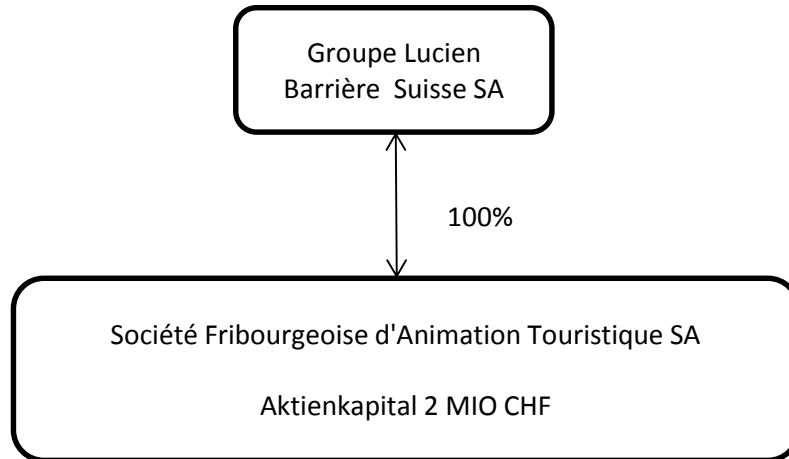 Groupe Lucien
Barrière Suisse SA
100%
Société Fribourgeoise d'Animation Touristique SA
Aktienkapital 2 MIO CHF